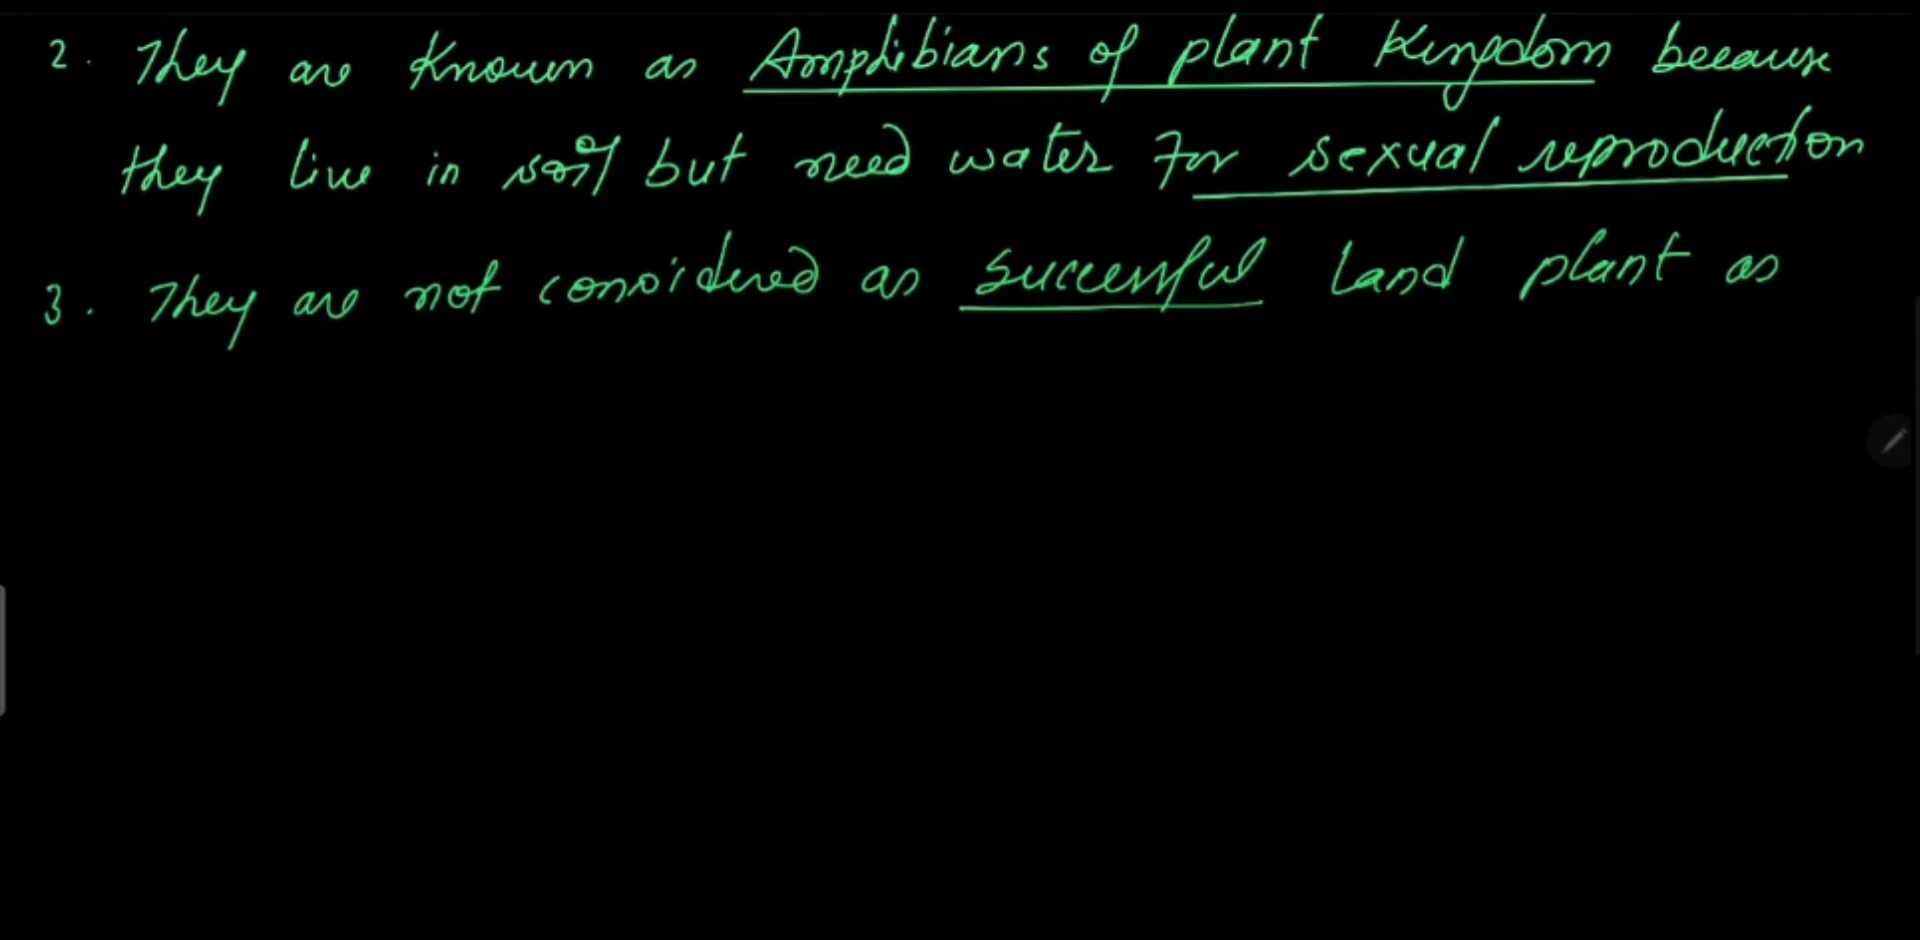 2. They are known as Amphibians of plant Kingdom because
they live in soil but need water for sexual reproduction
3. They are not considered as successful land plant as